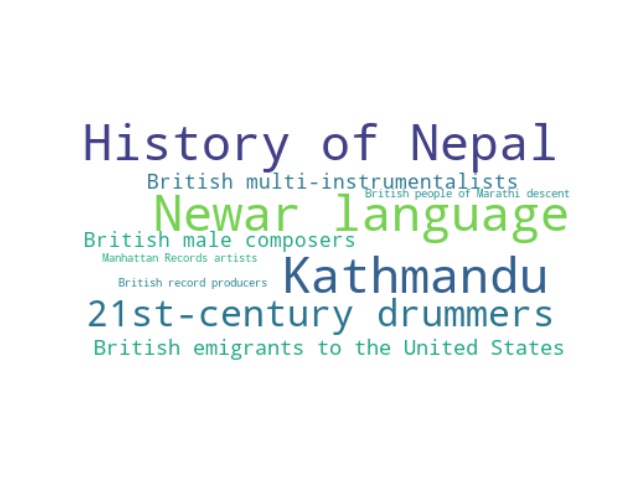 History of Nepal
British multi-instrumentalists
British people of Marathi descent
Newar language
British male composers
Manhattan Records artists
Kathmandu
British record producers
21st-century drummers
British emigrants to the United States